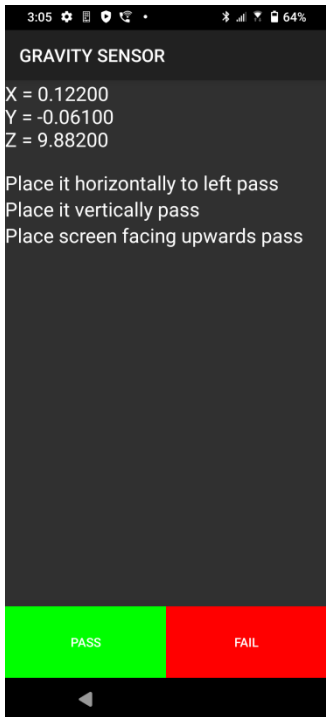 3:05 64%
GRAVITY SENSOR
X = 0.12200
Y = -0.06100
Z = 9.88200
Place it horizontally to left pass
Place it vertically pass
Place screen facing upwards pass
PASS FAIL